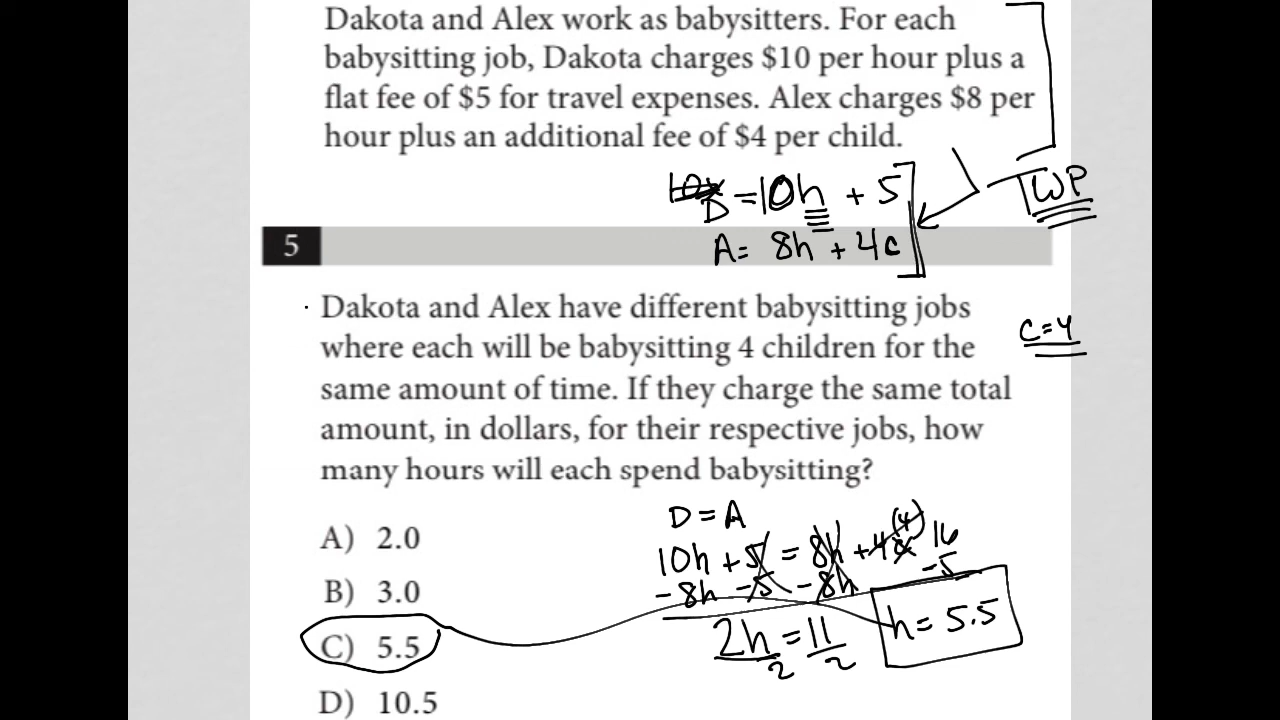 Dakota and Alex work as babysitters. For each
babysitting job, Dakota charges $10 per hour plus a
flat fee of $5 for travel expenses. Alex charges $8 per
hour plus an additional fee of $4 per child.
D = 10h + 5
WP
5
A = 8h + 4c
Dakota and Alex have different babysitting jobs
where each will be babysitting 4 children for the
c = 4
same amount of time. If they charge the same total
amount, in dollars, for their respective jobs, how
many hours will each spend babysitting?
D = A
A) 2.0
10h + 5 = 8h + 4c (4) 16
B) 3.0
-8h -5 -8h -5
C) 5.5
2h = 11
2 2
h = 5.5
D) 10.5